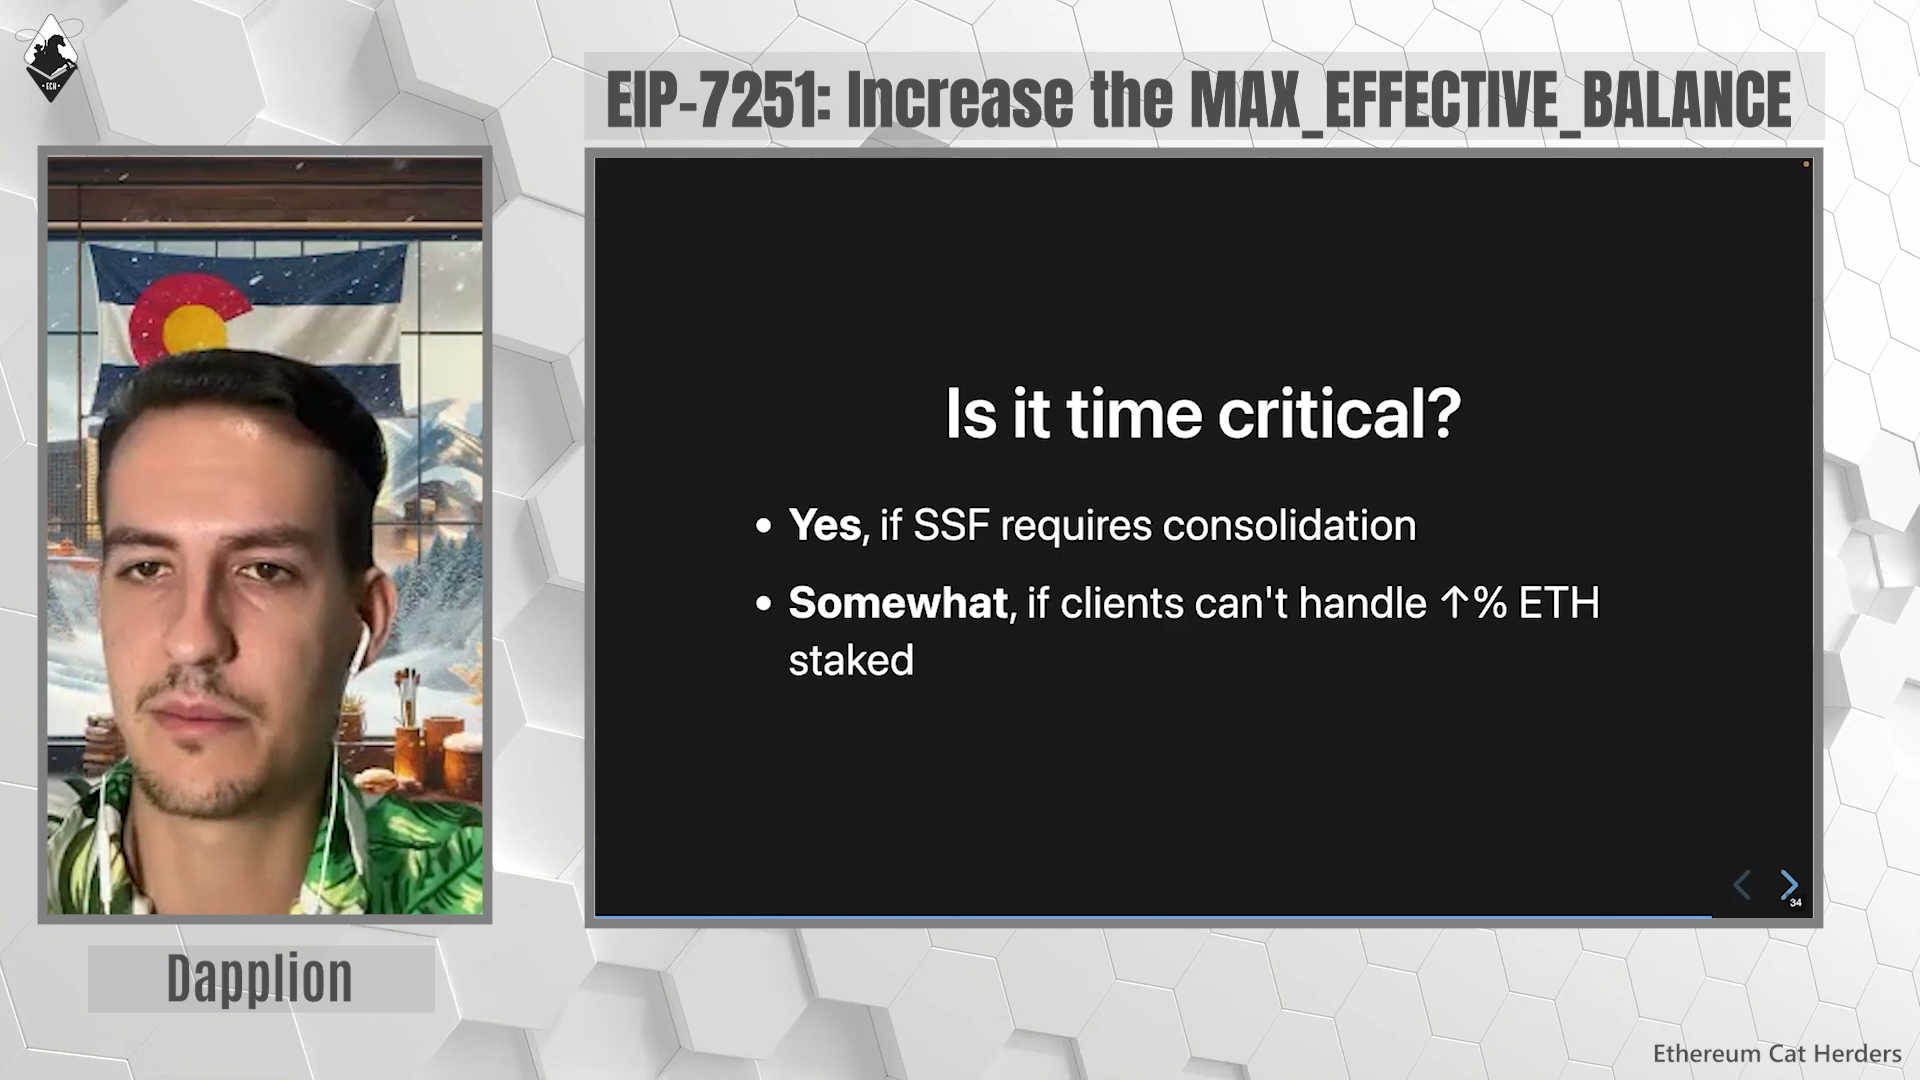 ECH
EIP-7251: Increase the MAX_EFFECTIVE_BALANCE
Is it time critical?
• Yes, if SSF requires consolidation
• Somewhat, if clients can't handle ↑% ETH
staked
34
Dapplion
Ethereum Cat Herders